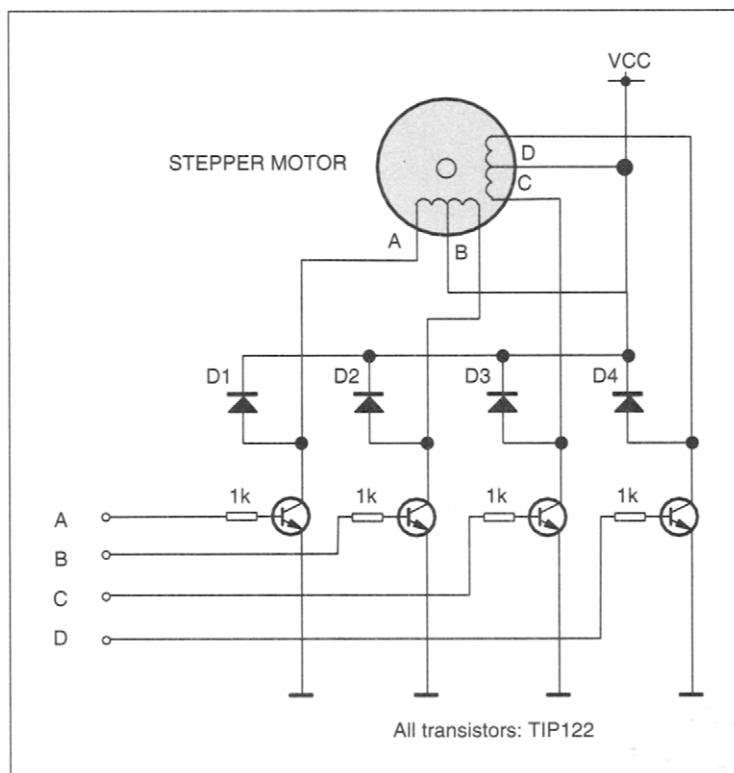 VCC
STEPPER MOTOR
D
C
A
B
D1
D2
D3
D4
1k
1k
1k
1k
A
B
C
D
All transistors: TIP122